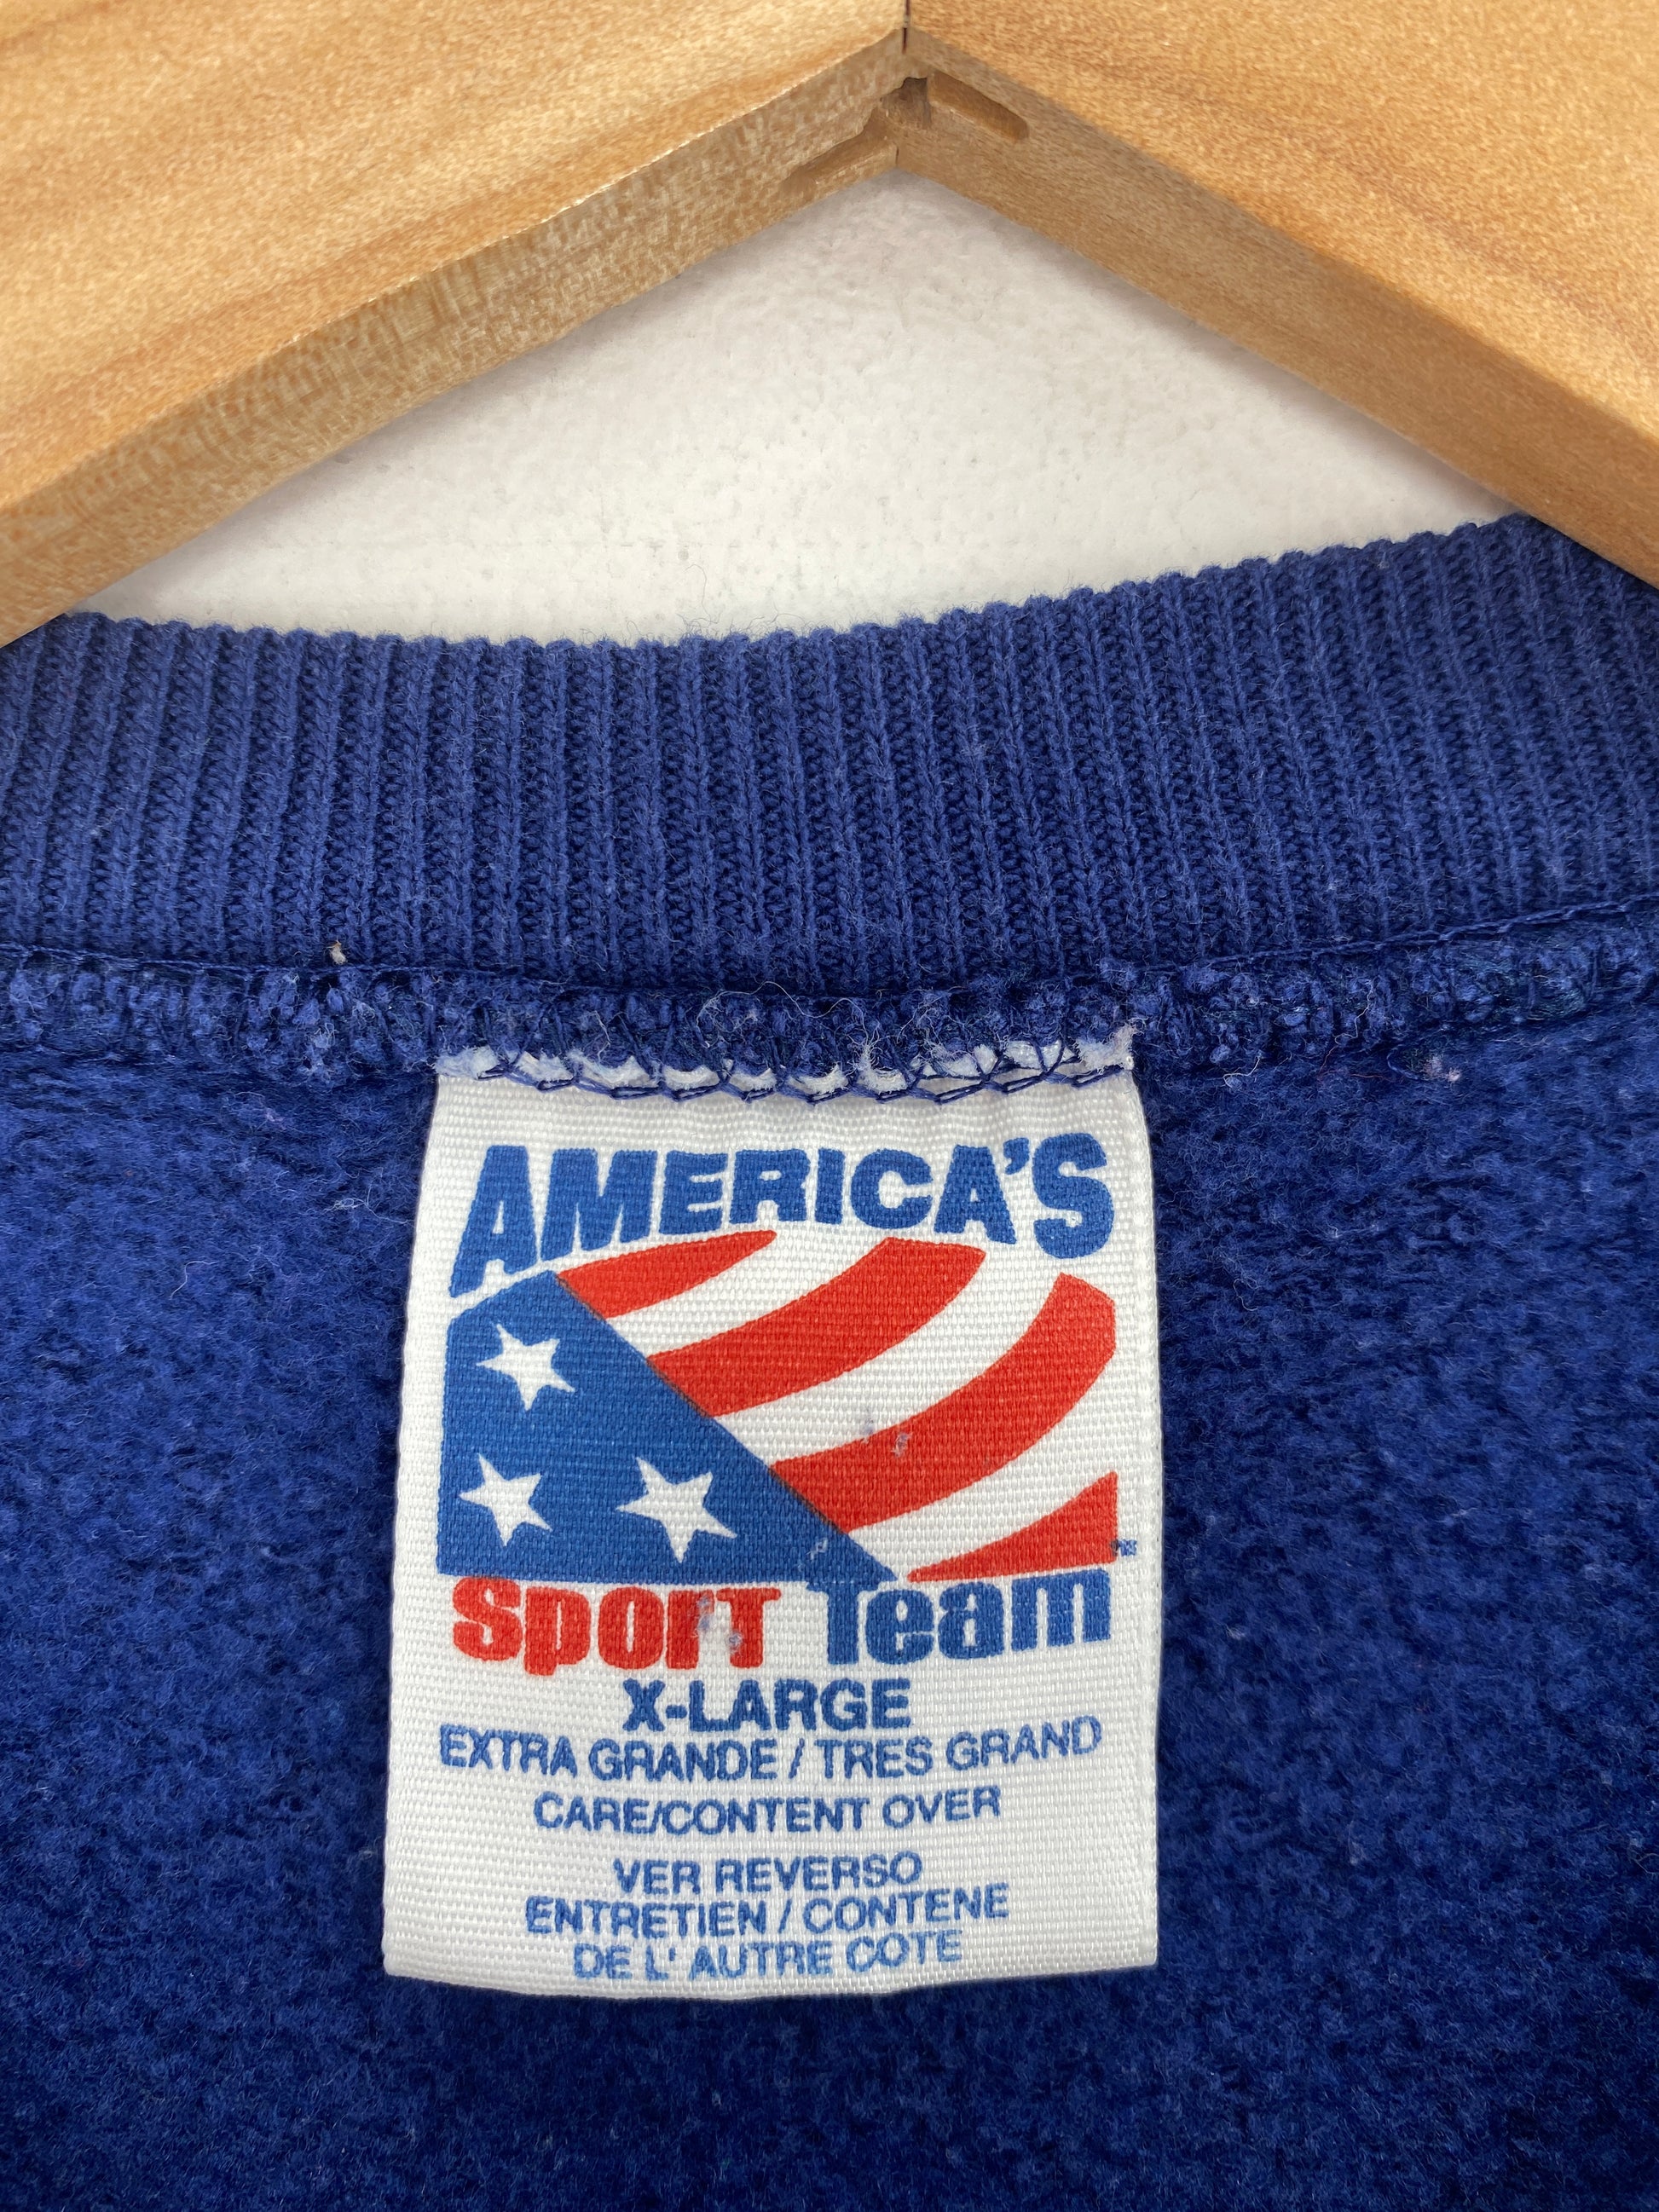 AMERICA'S
Sport Team
X-LARGE
EXTRA GRANDE / TRES GRAND
CARE/CONTENT OVER
VER REVERSO
ENTRETIEN / CONTENE
DE L' AUTRE COTE